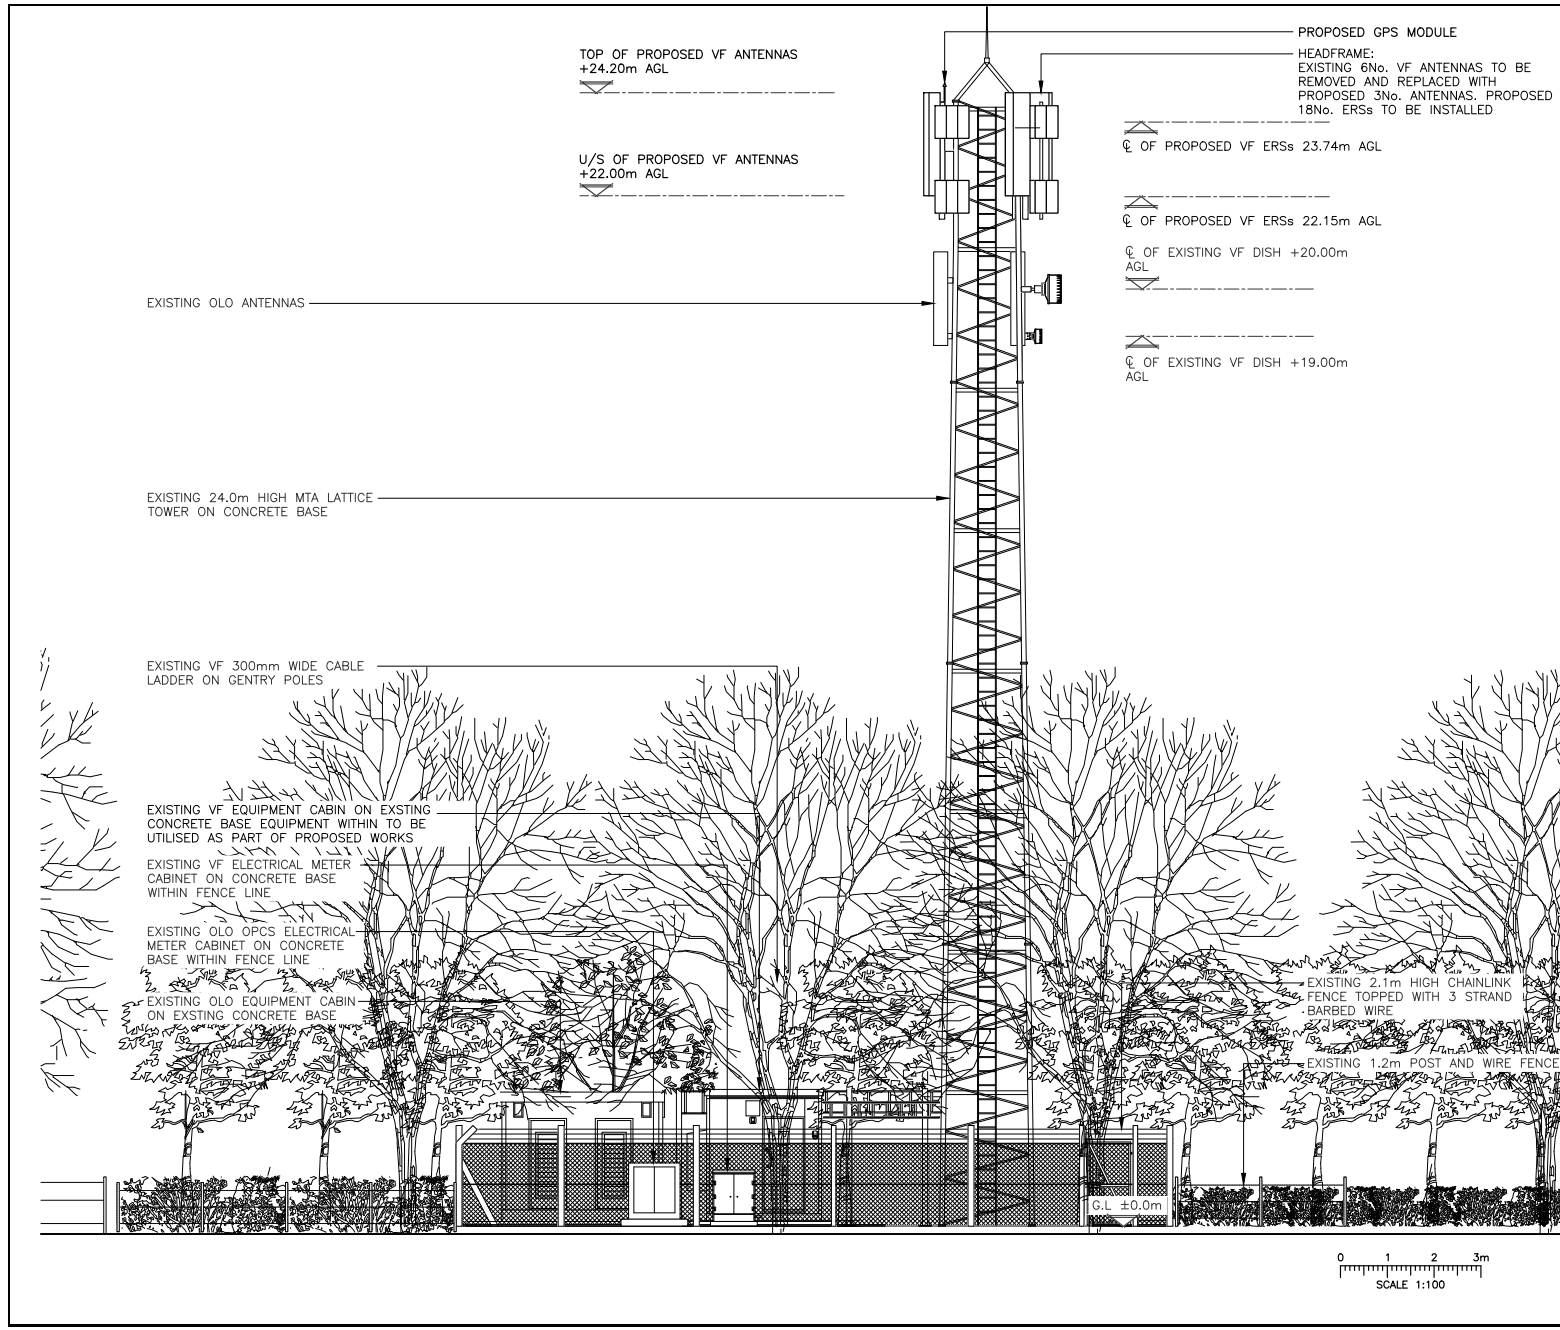 TOP OF PROPOSED VF ANTENNAS
+24.20m AGL
U/S OF PROPOSED VF ANTENNAS
+22.00m AGL
PROPOSED GPS MODULE
HEADFRAME:
EXISTING 6No. VF ANTENNAS TO BE
REMOVED AND REPLACED WITH
PROPOSED 3No. ANTENNAS. PROPOSED
18No. ERSs TO BE INSTALLED
℄ OF PROPOSED VF ERSs 23.74m AGL
℄ OF PROPOSED VF ERSs 22.15m AGL
℄ OF EXISTING VF DISH +20.00m
AGL
℄ OF EXISTING VF DISH +19.00m
AGL
EXISTING OLO ANTENNAS
EXISTING 24.0m HIGH MTA LATTICE
TOWER ON CONCRETE BASE
EXISTING VF 300mm WIDE CABLE
LADDER ON GENTRY POLES
EXISTING VF EQUIPMENT CABIN ON EXSTING
CONCRETE BASE EQUIPMENT WITHIN TO BE
UTILISED AS PART OF PROPOSED WORKS
EXISTING VF ELECTRICAL METER
CABINET ON CONCRETE BASE
WITHIN FENCE LINE
EXISTING OLO OPCS ELECTRICAL
METER CABINET ON CONCRETE
BASE WITHIN FENCE LINE
EXISTING OLO EQUIPMENT CABIN
ON EXSTING CONCRETE BASE
EXISTING 2.1m HIGH CHAINLINK
FENCE TOPPED WITH 3 STRAND
BARBED WIRE
EXISTING 1.2m POST AND WIRE FENCE
G.L ±0.0m
0 1 2 3m
SCALE 1:100